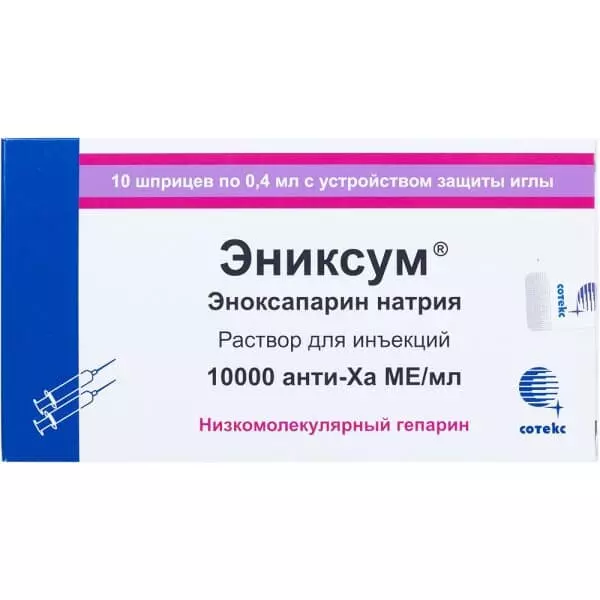 10 шприцев по 0,4 мл с устройством защиты иглы
Эниксум®
Эноксапарин натрия
Раствор для инъекций
10000 анти-Ха МЕ/мл
Низкомолекулярный гепарин
сотекс
сотекс